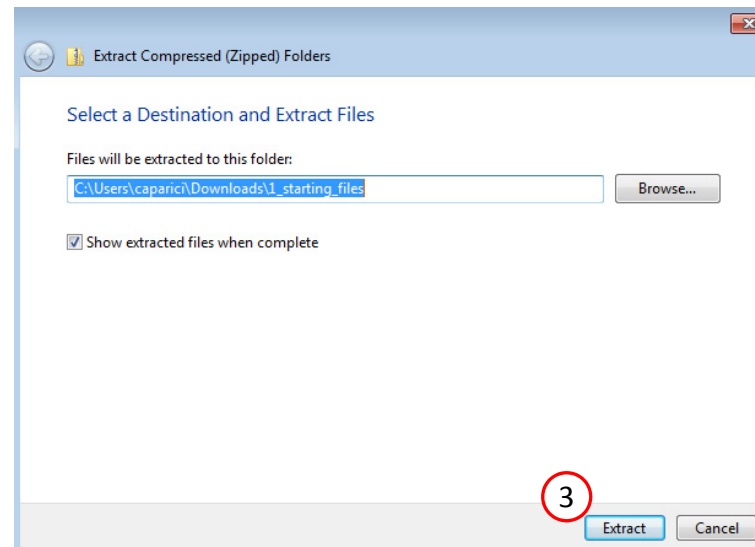 Extract Compressed (Zipped) Folders
Select a Destination and Extract Files
Files will be extracted to this folder:
C:\Users\caparici\Downloads\1_starting_files
Browse...
Show extracted files when complete
3
Extract
Cancel